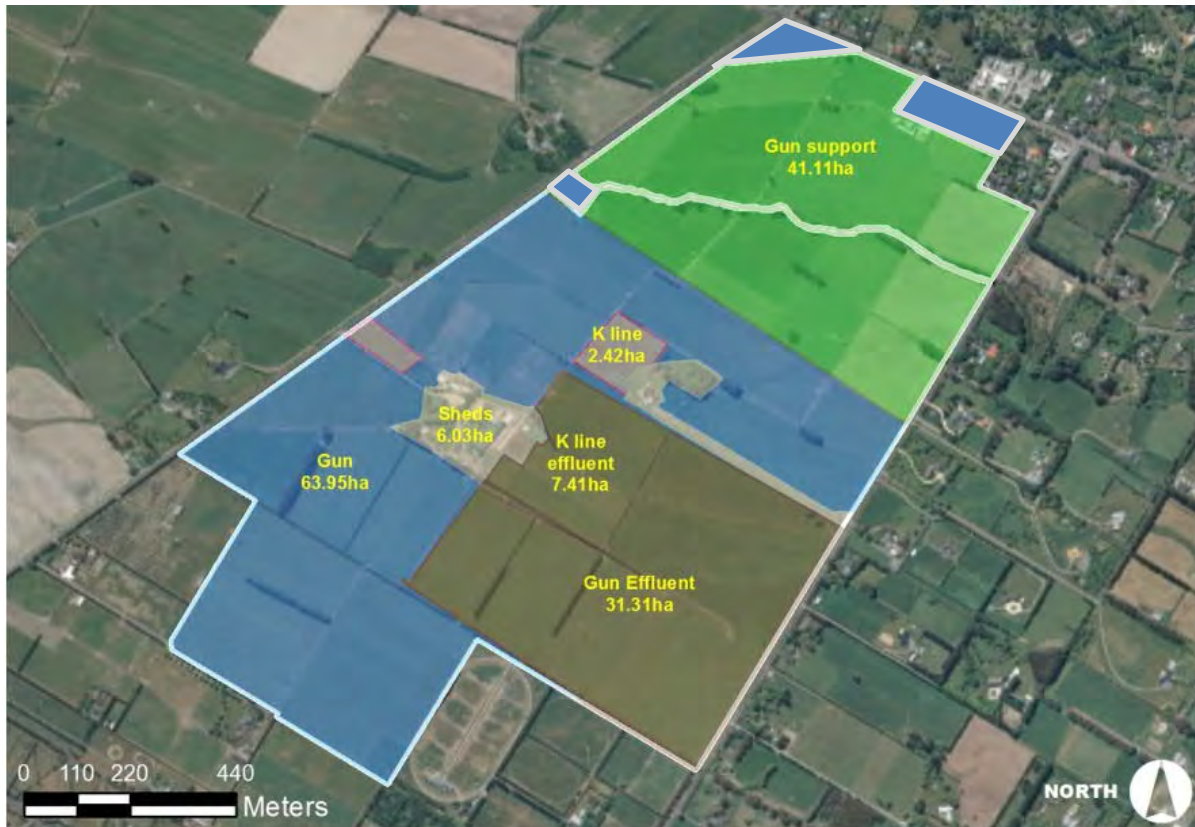 Gun support
41.11ha
K line
2.42ha
Sheds
6.03ha
K line
effluent
7.41ha
Gun
63.95ha
Gun Effluent
31.31ha
0 110 220 440
Meters
NORTH